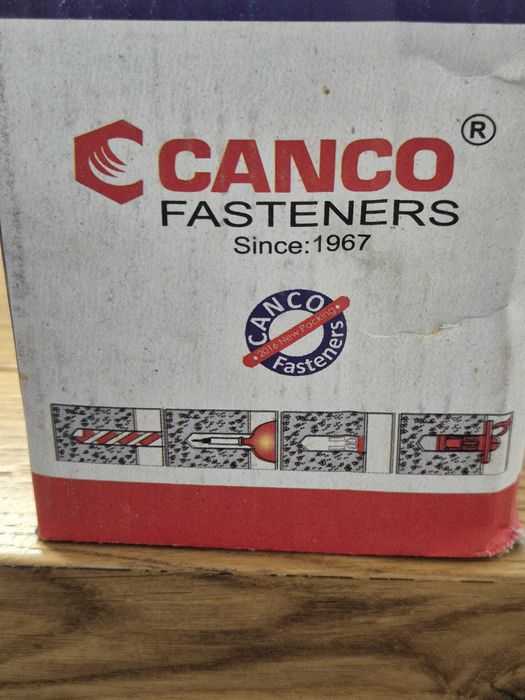 CANCO ®
FASTENERS
Since:1967
CANCO
2016 New Packing
Fasteners